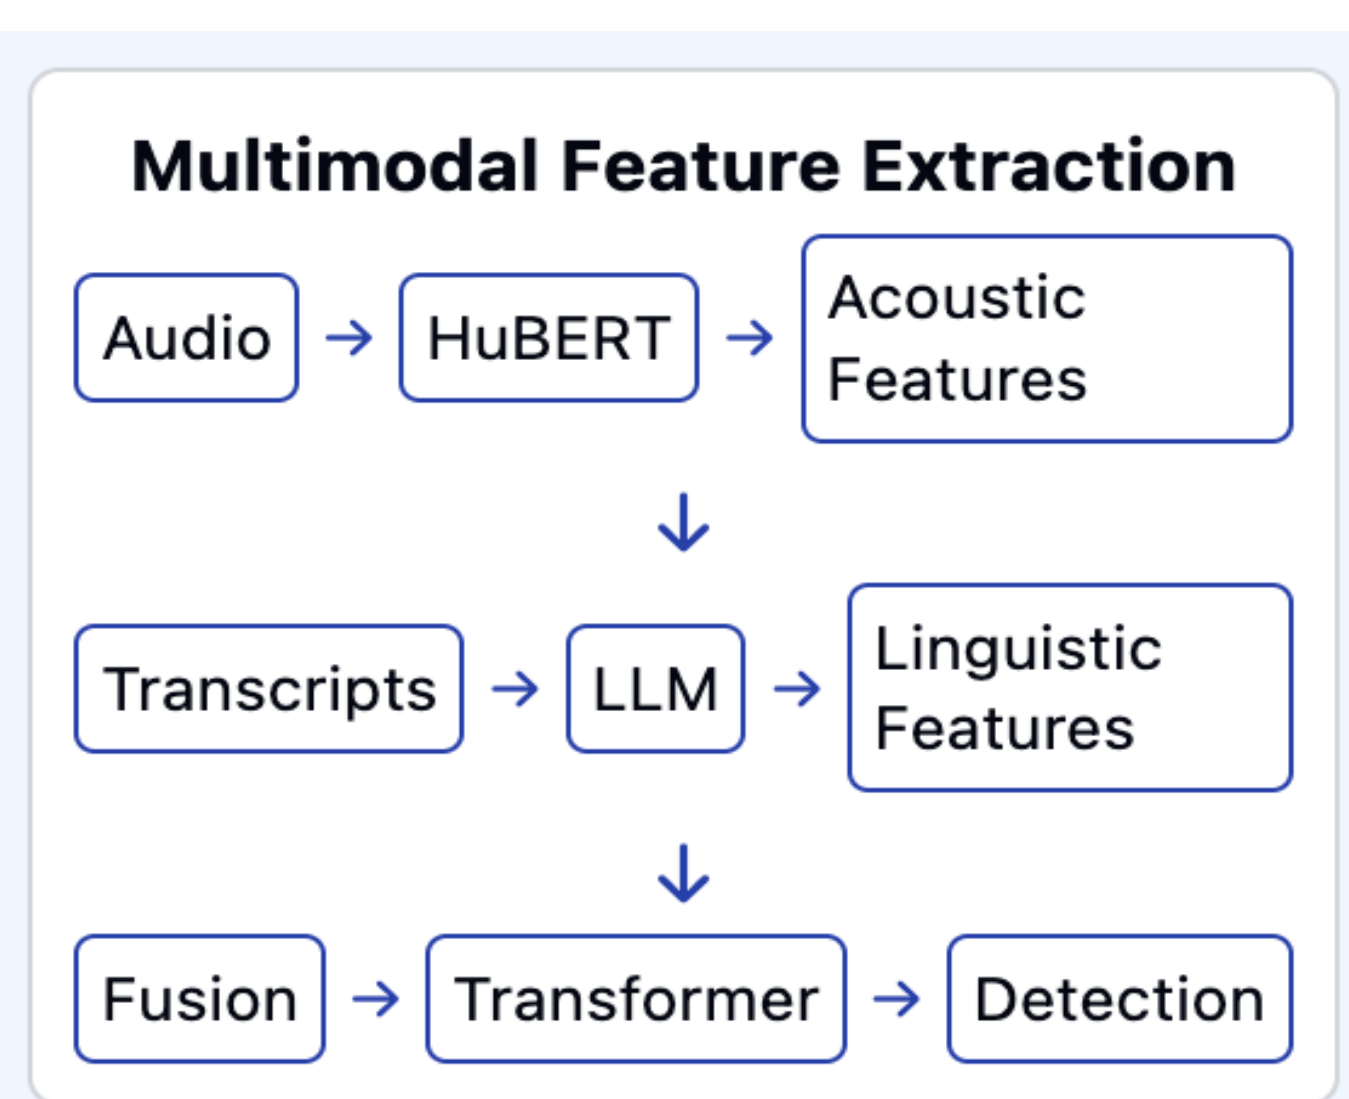 Multimodal Feature Extraction
Audio → HuBERT → Acoustic
Features
↓
Transcripts → LLM → Linguistic
Features
↓
Fusion → Transformer → Detection